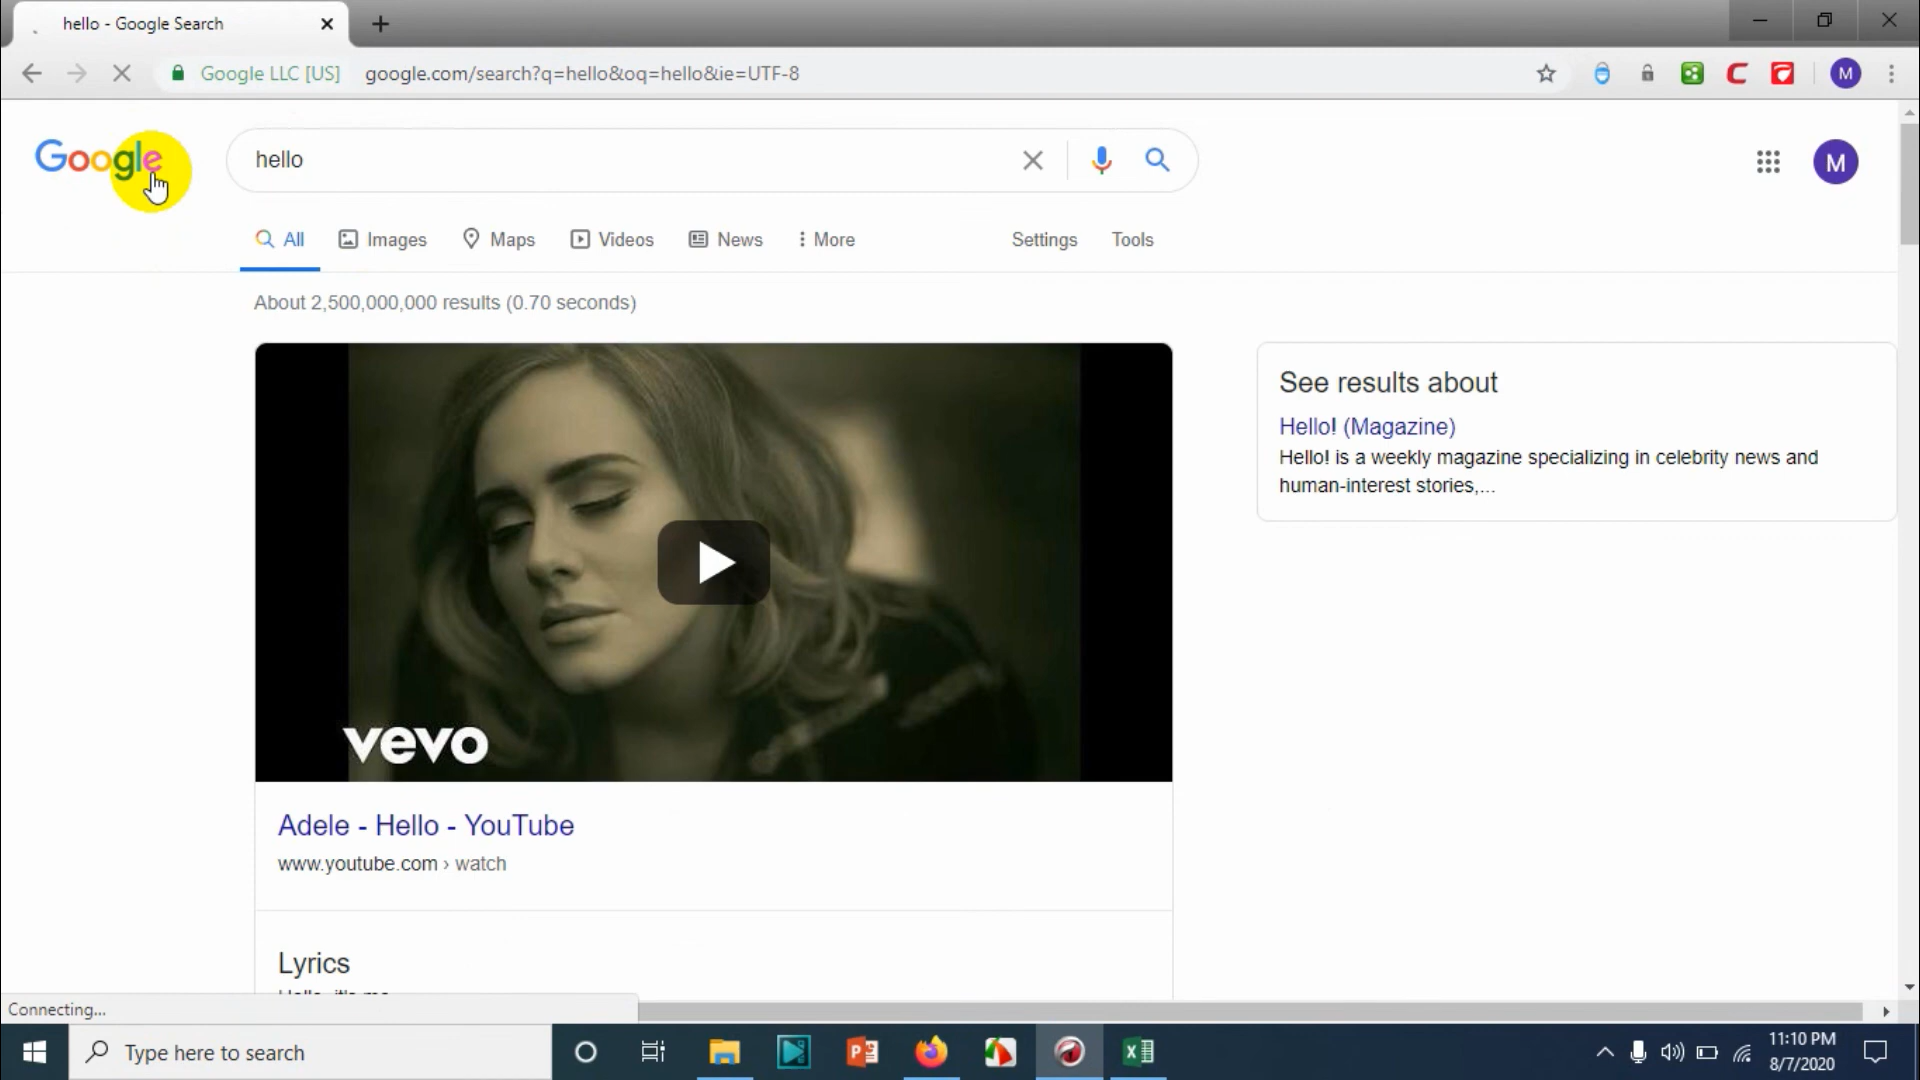 hello - Google Search
Google LLC [US]
google.com/search?q=hello&oq=hello&ie=UTF-8
M
Google
hello
M
All
Images
Maps
Videos
News
More
Settings
Tools
About 2,500,000,000 results (0.70 seconds)
See results about
Hello! (Magazine)
Hello! is a weekly magazine specializing in celebrity news and
human-interest stories,...
vevo
Adele - Hello - YouTube
www.youtube.com › watch
Lyrics
Connecting...
Type here to search
11:10 PM
8/7/2020